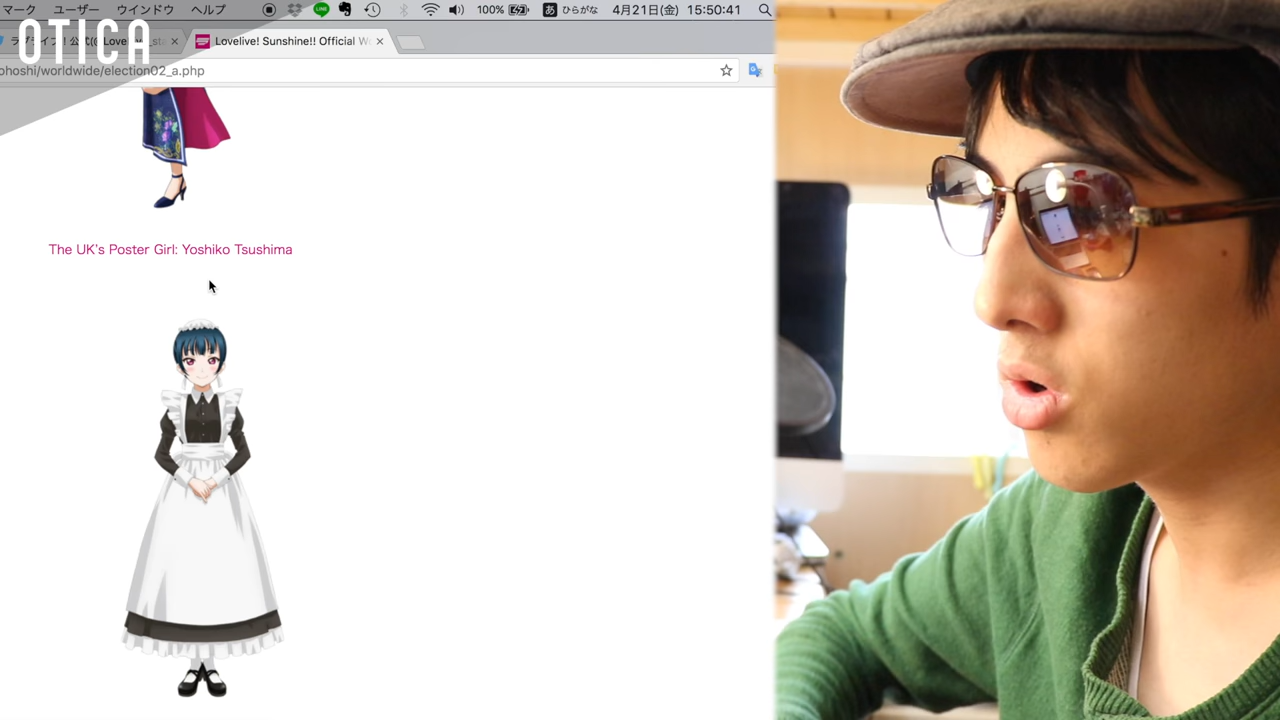 マーク ユーザー ウインドウ ヘルプ 100% あ ひらがな 4月21日(金) 15:50:41
OTICA
Lovelive! Sunshine!! Official W
ohoshi/worldwide/election02_a.php
The UK's Poster Girl: Yoshiko Tsushima